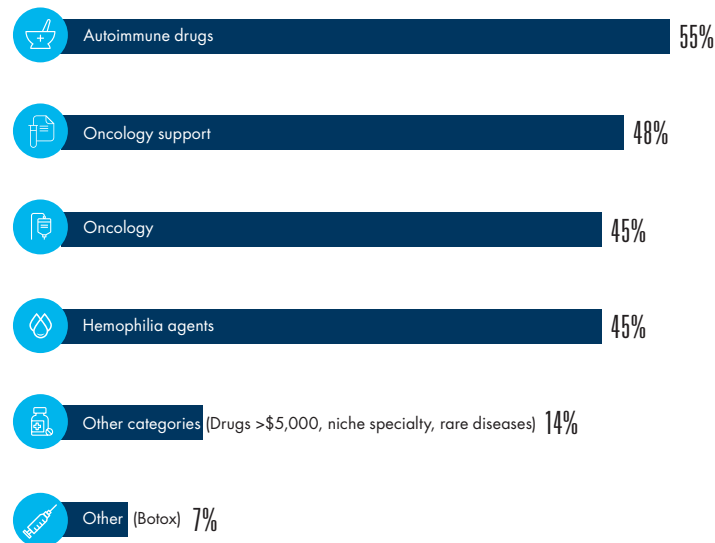 Autoimmune drugs 55%
Oncology support 48%
Oncology 45%
Hemophilia agents 45%
Other categories (Drugs >$5,000, niche specialty, rare diseases) 14%
Other (Botox) 7%